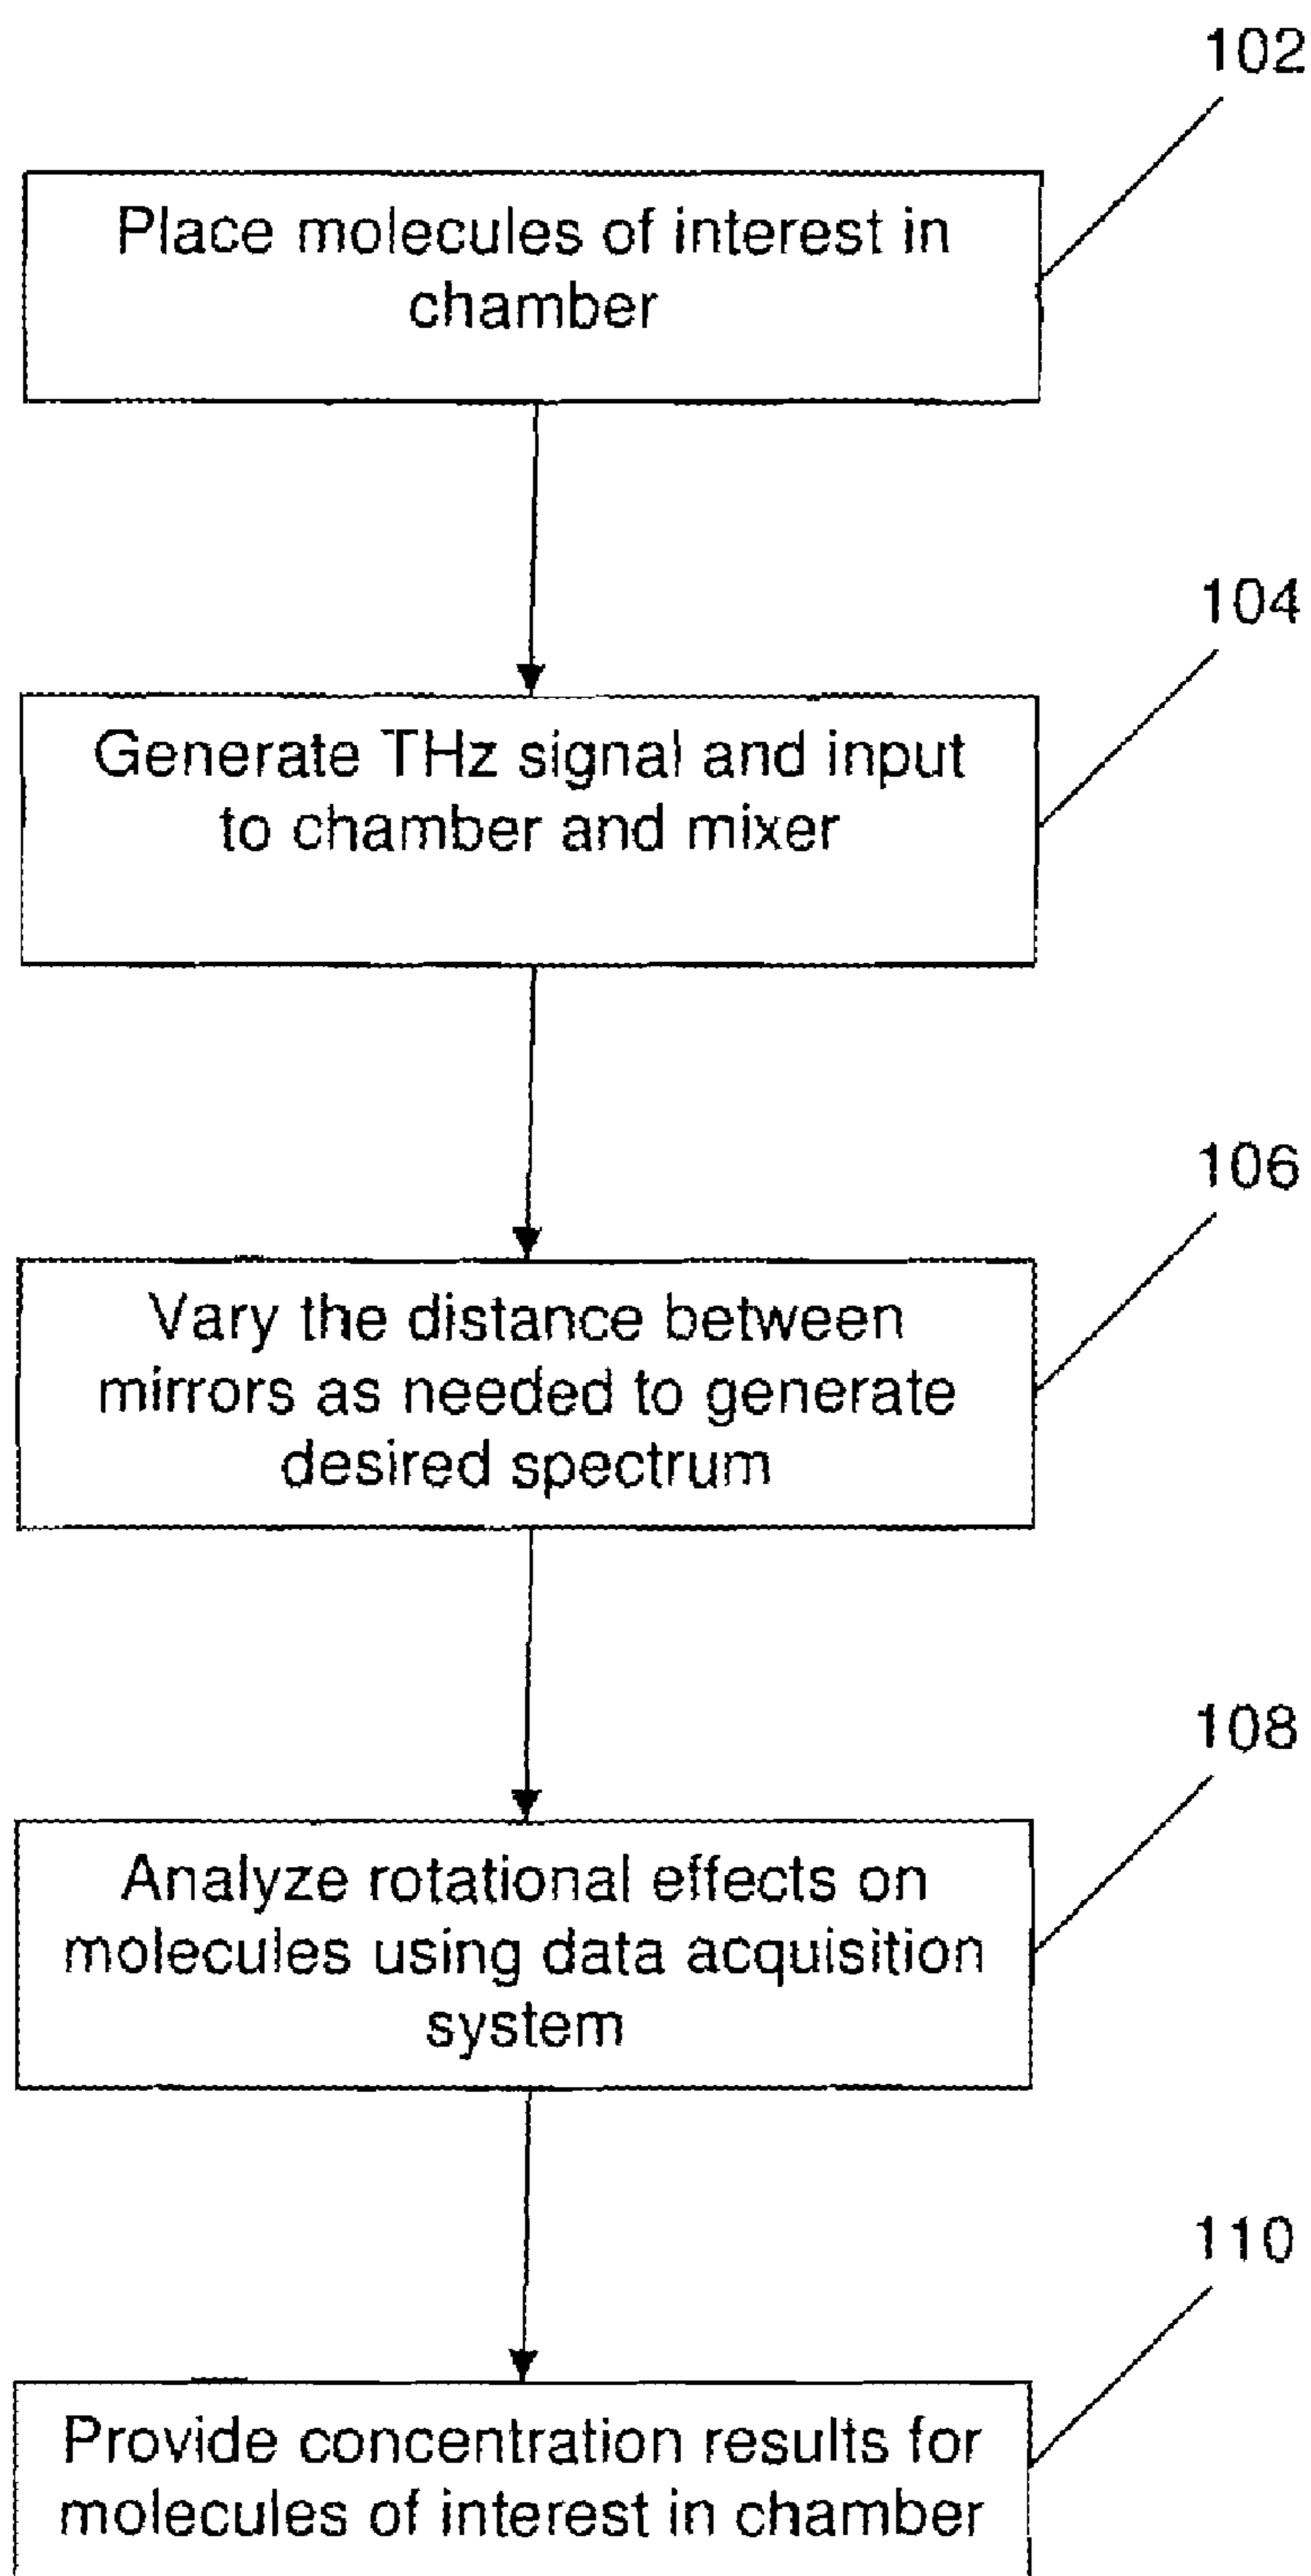 102
Place molecules of interest in
chamber
104
Generate THz signal and input
to chamber and mixer
106
Vary the distance between
mirrors as needed to generate
desired spectrum
108
Analyze rotational effects on
molecules using data acquisition
system
110
Provide concentration results for
molecules of interest in chamber